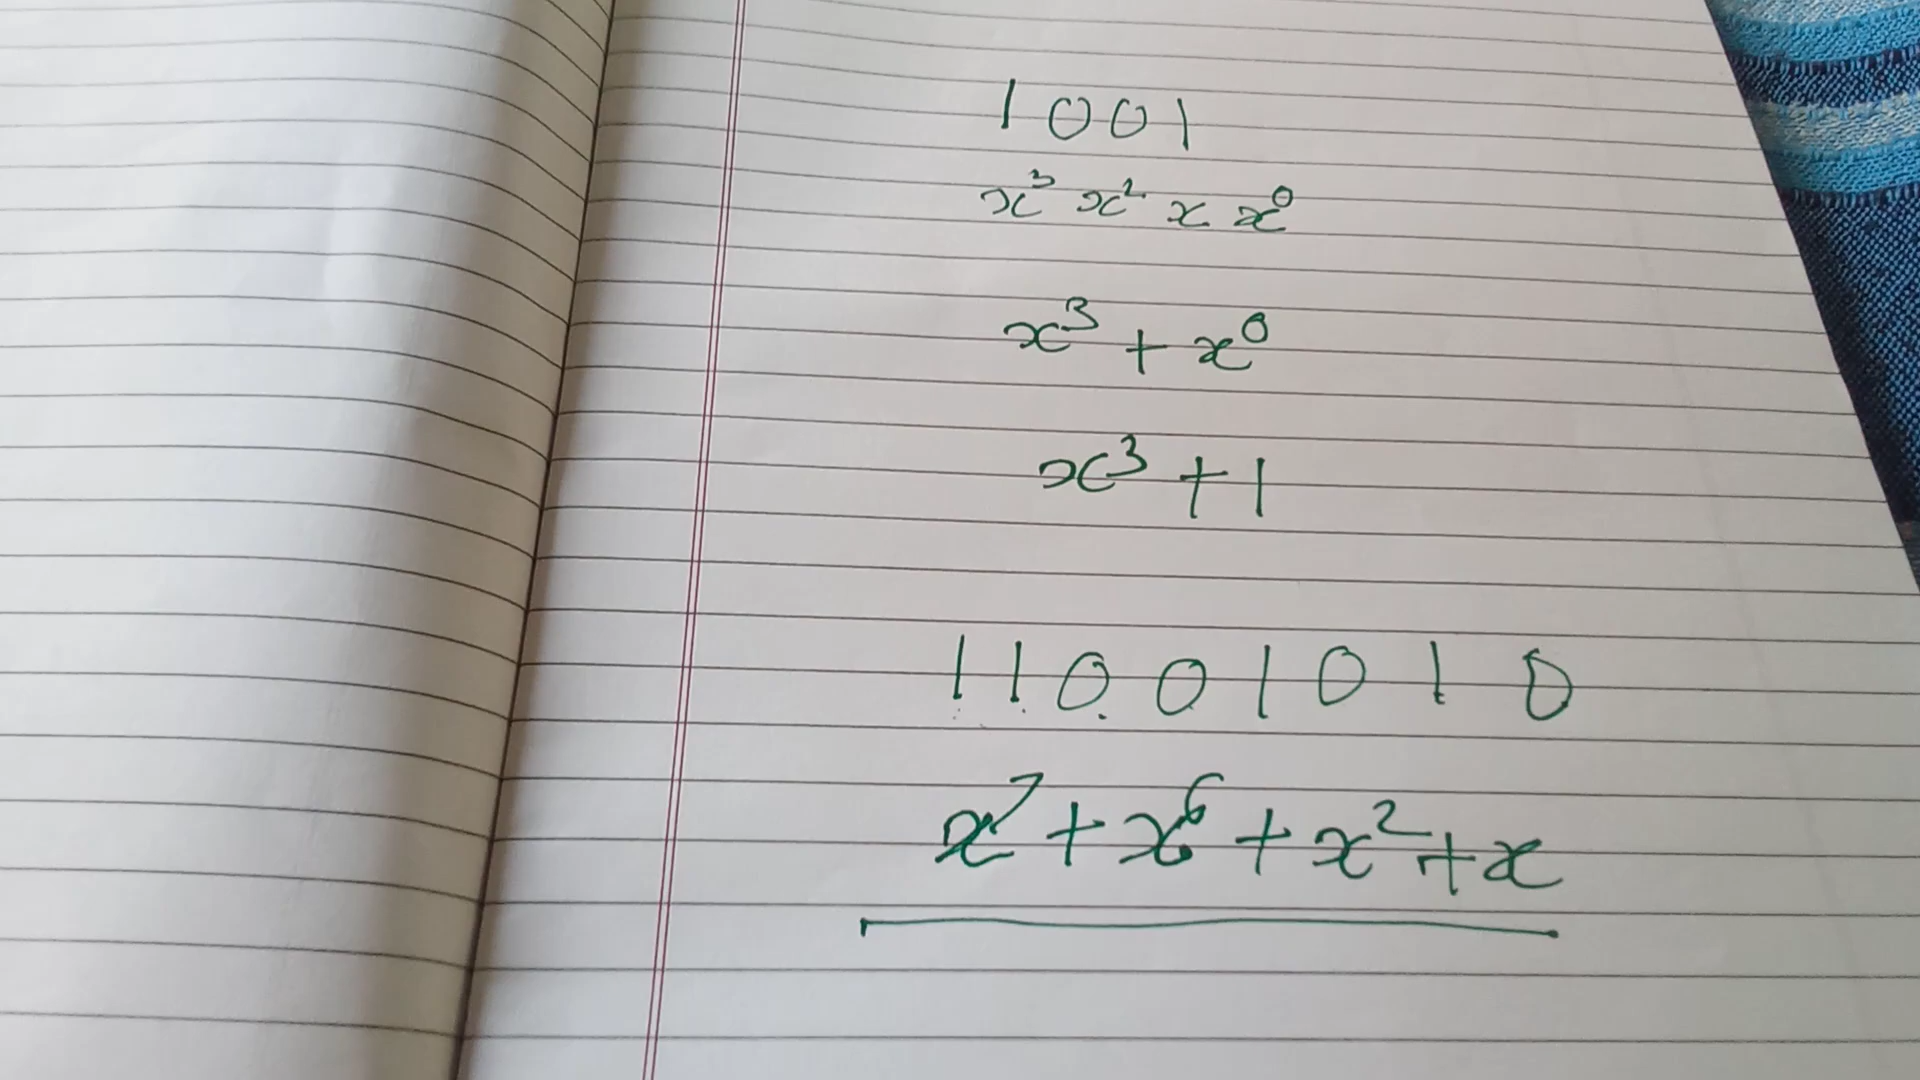 1001
x³ x² x x⁰
x³ + x⁰
x³ + 1
11001010
x⁷ + x⁶ + x² + x